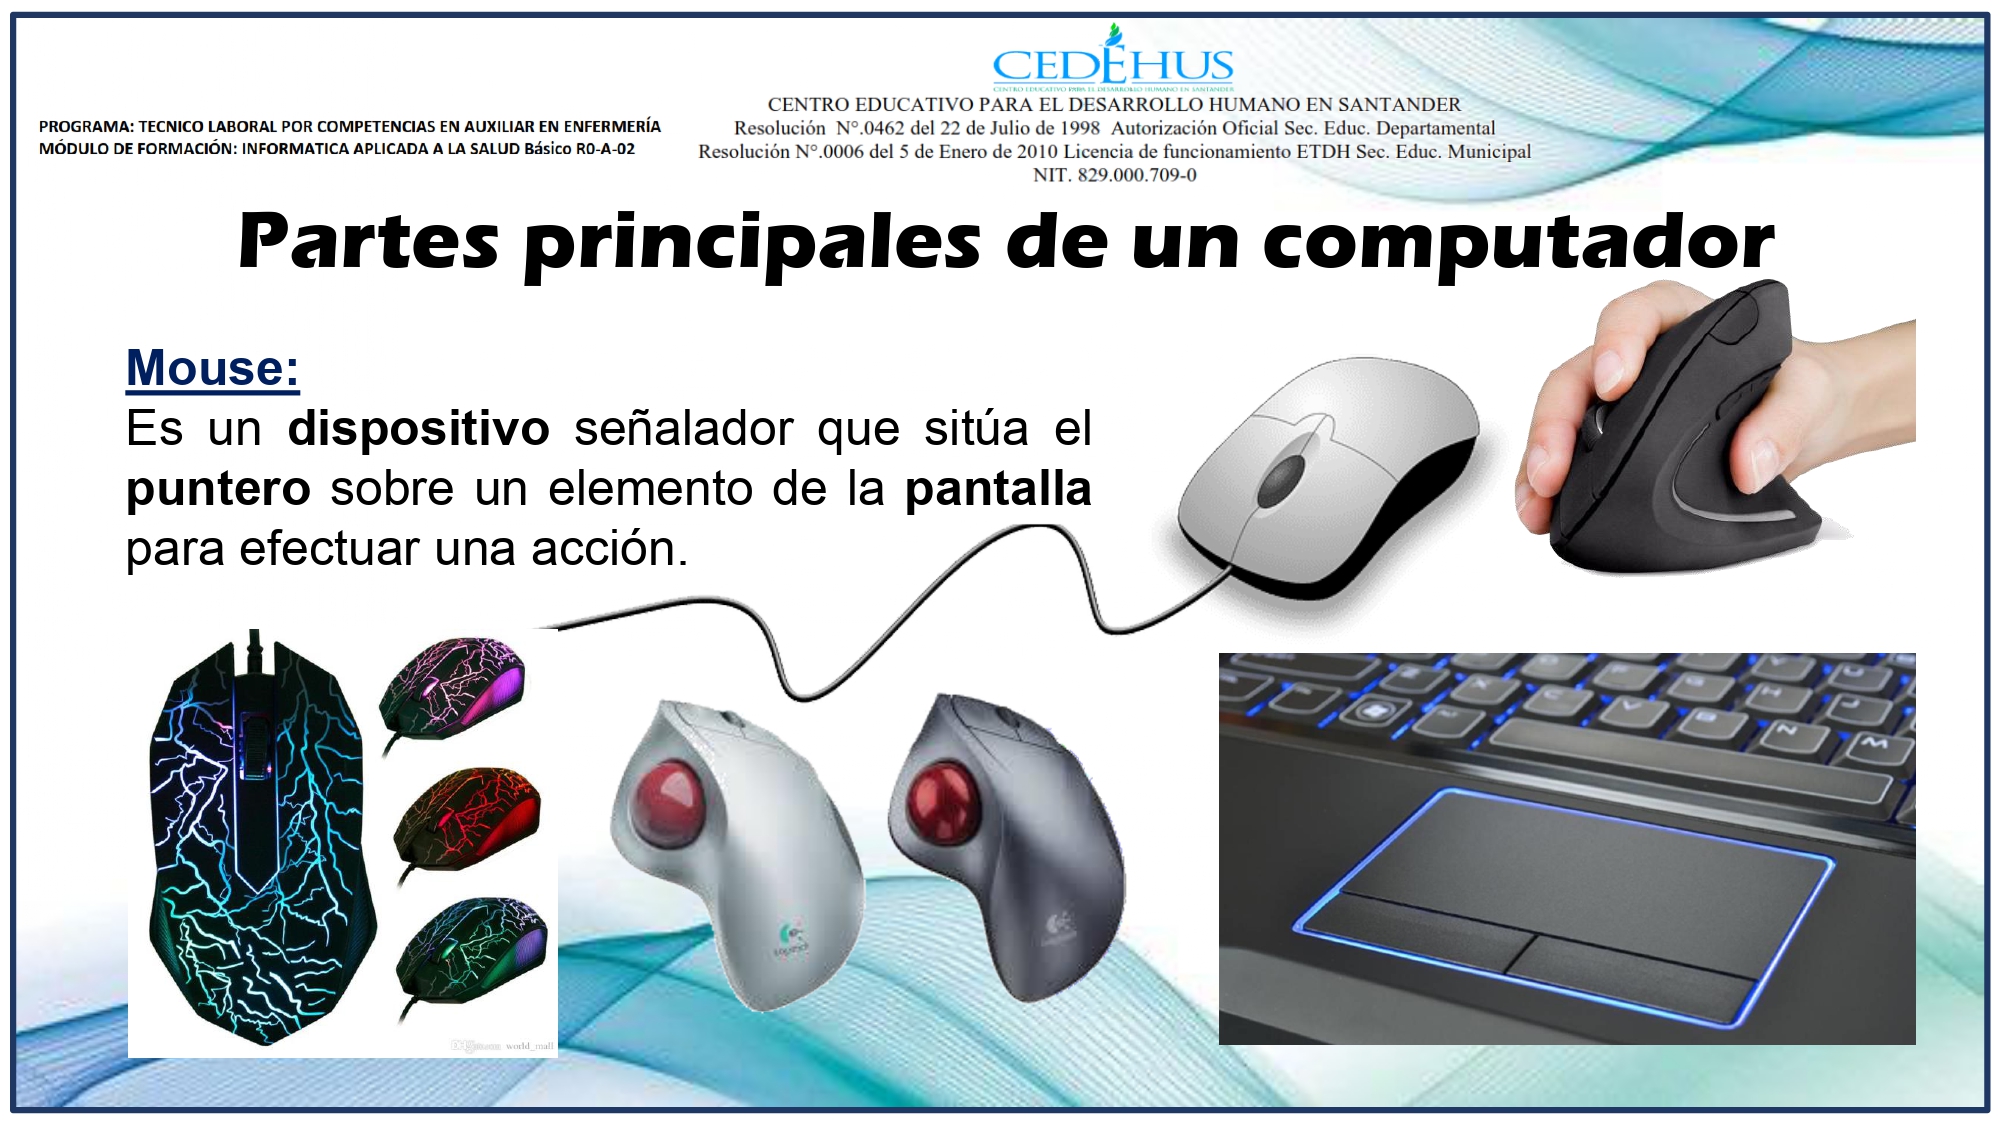 CEDEHUS
CENTRO EDUCATIVO PARA EL DESARROLLO HUMANO EN SANTANDER
CENTRO EDUCATIVO PARA EL DESARROLLO HUMANO EN SANTANDER
Resolución N°.0462 del 22 de Julio de 1998 Autorización Oficial Sec. Educ. Departamental
Resolución N°.0006 del 5 de Enero de 2010 Licencia de funcionamiento ETDH Sec. Educ. Municipal
NIT. 829.000.709-0
PROGRAMA: TECNICO LABORAL POR COMPETENCIAS EN AUXILIAR EN ENFERMERÍA
MÓDULO DE FORMACIÓN: INFORMATICA APLICADA A LA SALUD Básico R0-A-02
Partes principales de un computador
Mouse:
Es un dispositivo señalador que sitúa el
puntero sobre un elemento de la pantalla
para efectuar una acción.
world_mall
Z X C V B N M